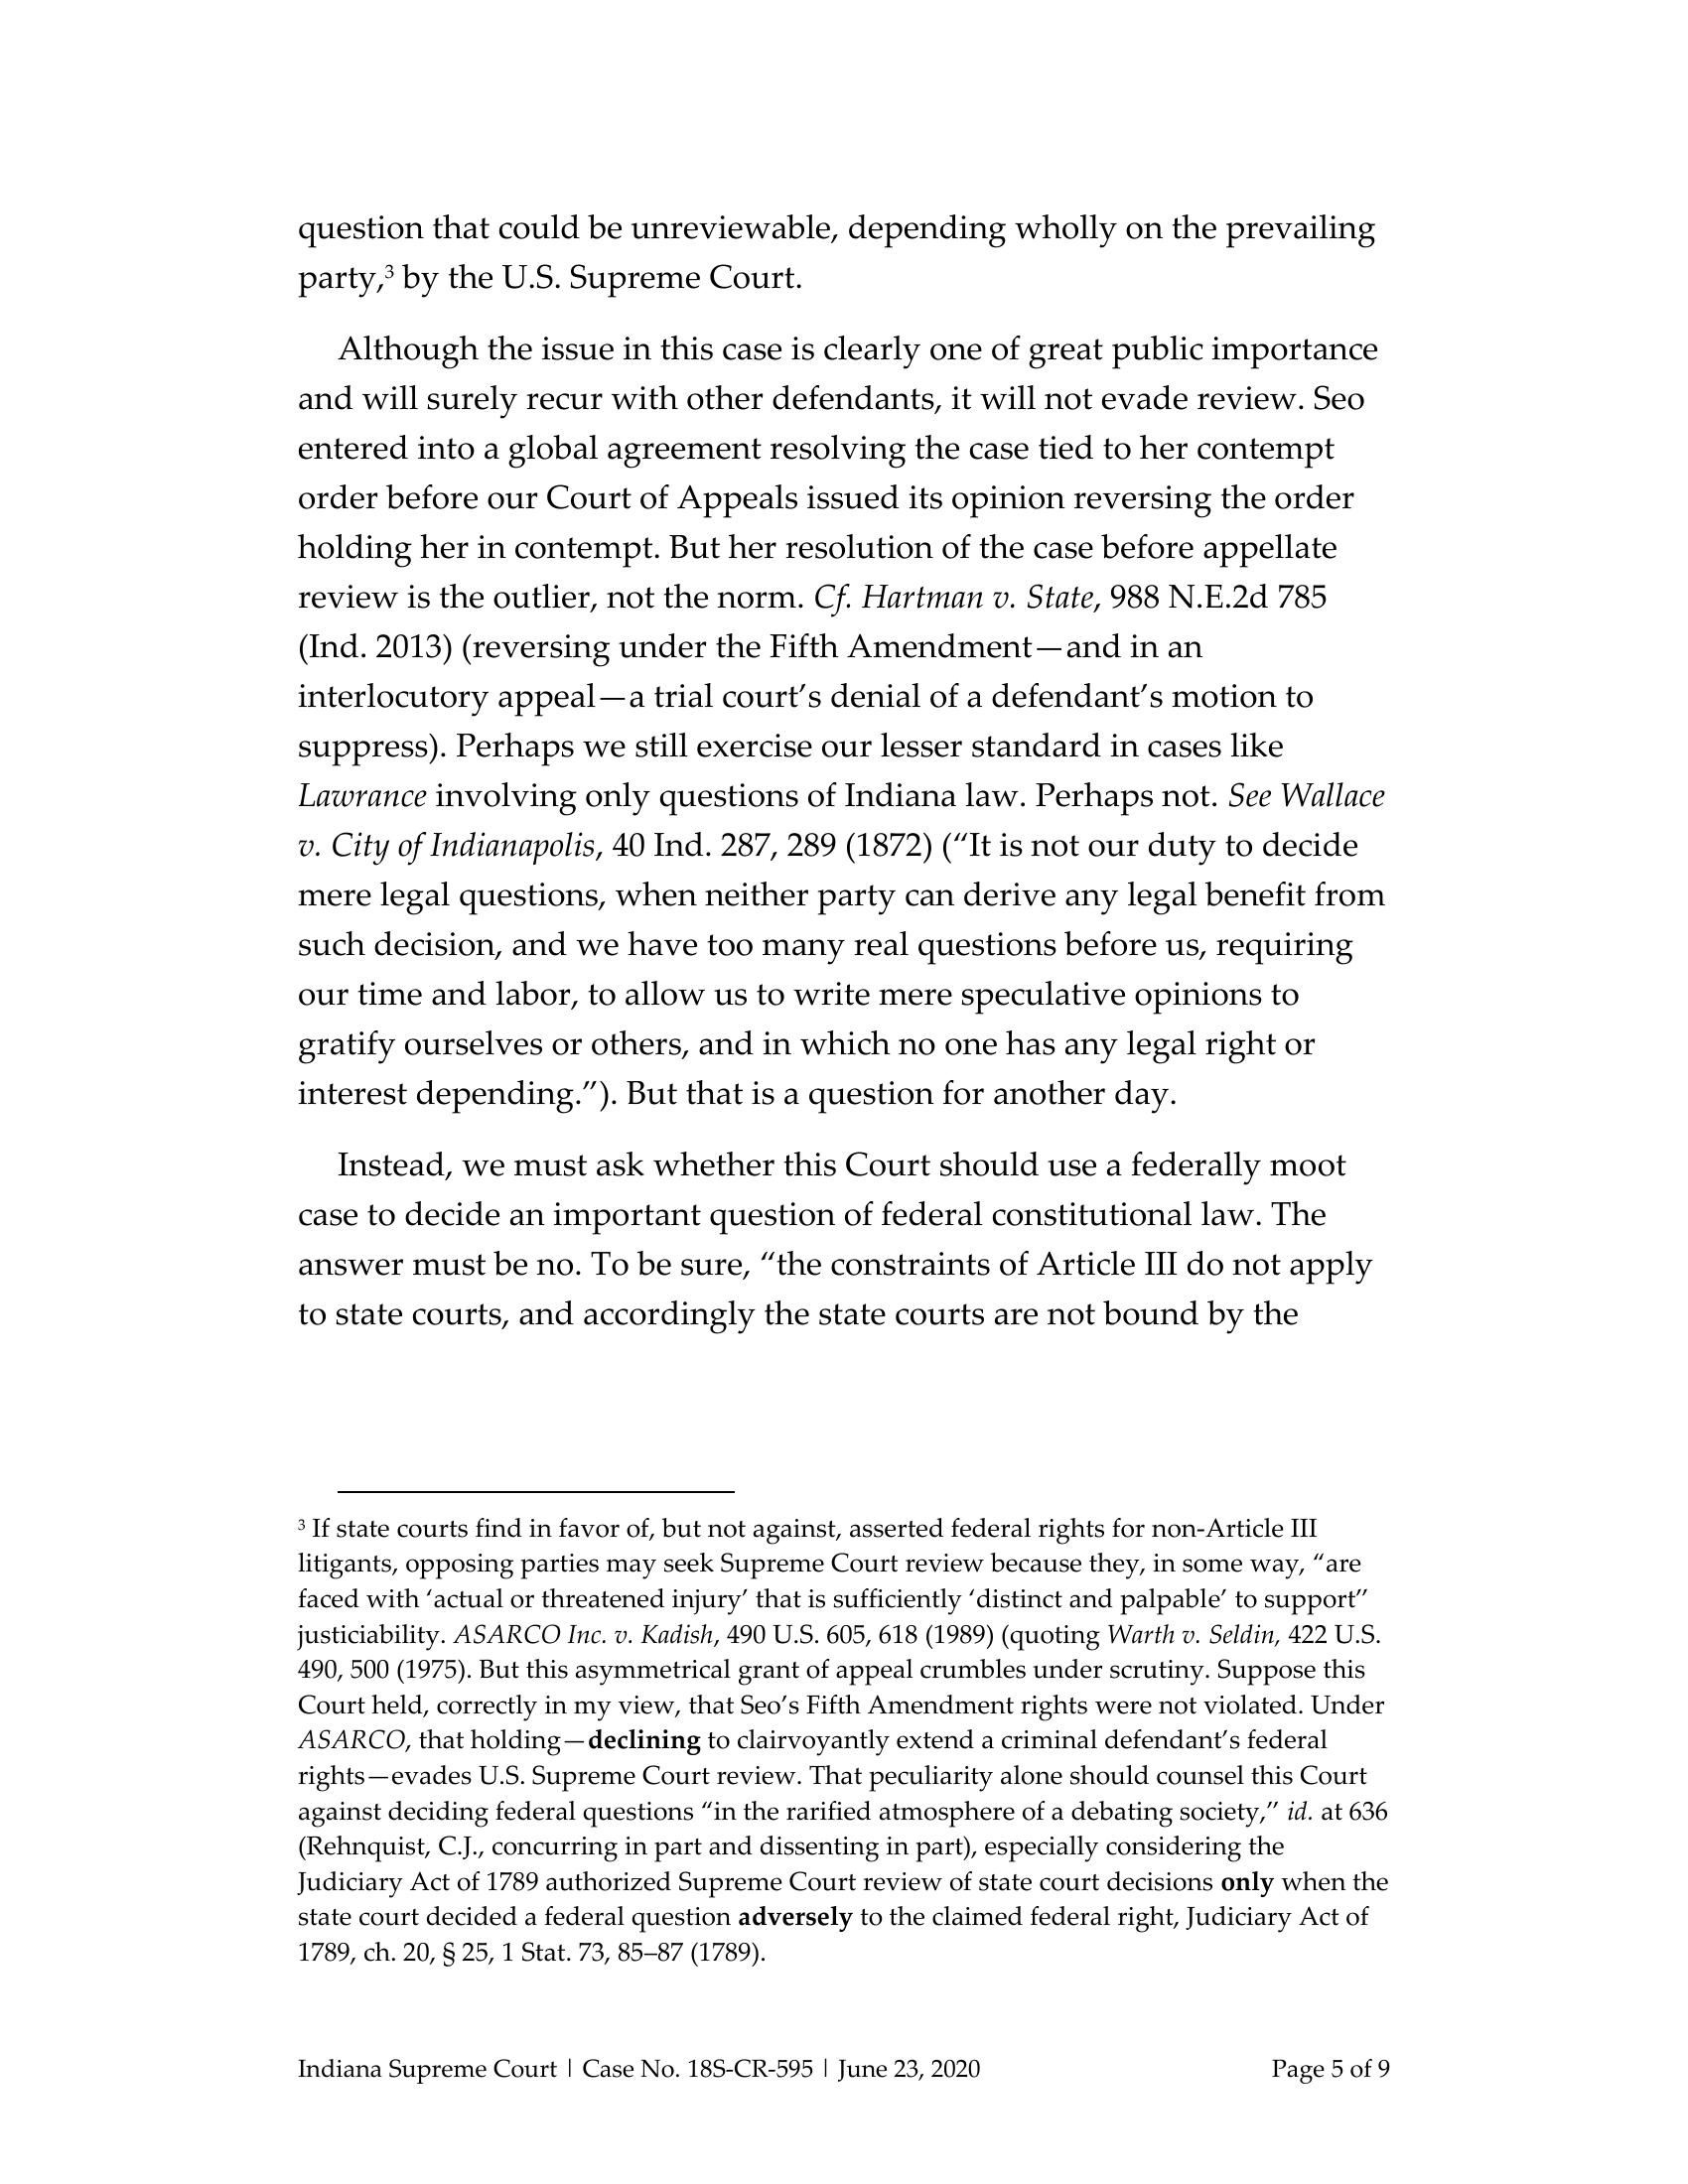 question that could be unreviewable, depending wholly on the prevailing
party,³ by the U.S. Supreme Court.
Although the issue in this case is clearly one of great public importance
and will surely recur with other defendants, it will not evade review. Seo
entered into a global agreement resolving the case tied to her contempt
order before our Court of Appeals issued its opinion reversing the order
holding her in contempt. But her resolution of the case before appellate
review is the outlier, not the norm. Cf. Hartman v. State, 988 N.E.2d 785
(Ind. 2013) (reversing under the Fifth Amendment—and in an
interlocutory appeal—a trial court’s denial of a defendant’s motion to
suppress). Perhaps we still exercise our lesser standard in cases like
Lawrance involving only questions of Indiana law. Perhaps not. See Wallace
v. City of Indianapolis, 40 Ind. 287, 289 (1872) (“It is not our duty to decide
mere legal questions, when neither party can derive any legal benefit from
such decision, and we have too many real questions before us, requiring
our time and labor, to allow us to write mere speculative opinions to
gratify ourselves or others, and in which no one has any legal right or
interest depending.”). But that is a question for another day.
Instead, we must ask whether this Court should use a federally moot
case to decide an important question of federal constitutional law. The
answer must be no. To be sure, “the constraints of Article III do not apply
to state courts, and accordingly the state courts are not bound by the
³ If state courts find in favor of, but not against, asserted federal rights for non-Article III
litigants, opposing parties may seek Supreme Court review because they, in some way, “are
faced with ‘actual or threatened injury’ that is sufficiently ‘distinct and palpable’ to support”
justiciability. ASARCO Inc. v. Kadish, 490 U.S. 605, 618 (1989) (quoting Warth v. Seldin, 422 U.S.
490, 500 (1975). But this asymmetrical grant of appeal crumbles under scrutiny. Suppose this
Court held, correctly in my view, that Seo’s Fifth Amendment rights were not violated. Under
ASARCO, that holding—declining to clairvoyantly extend a criminal defendant’s federal
rights—evades U.S. Supreme Court review. That peculiarity alone should counsel this Court
against deciding federal questions “in the rarified atmosphere of a debating society,” id. at 636
(Rehnquist, C.J., concurring in part and dissenting in part), especially considering the
Judiciary Act of 1789 authorized Supreme Court review of state court decisions only when the
state court decided a federal question adversely to the claimed federal right, Judiciary Act of
1789, ch. 20, § 25, 1 Stat. 73, 85–87 (1789).
Indiana Supreme Court | Case No. 18S-CR-595 | June 23, 2020 Page 5 of 9